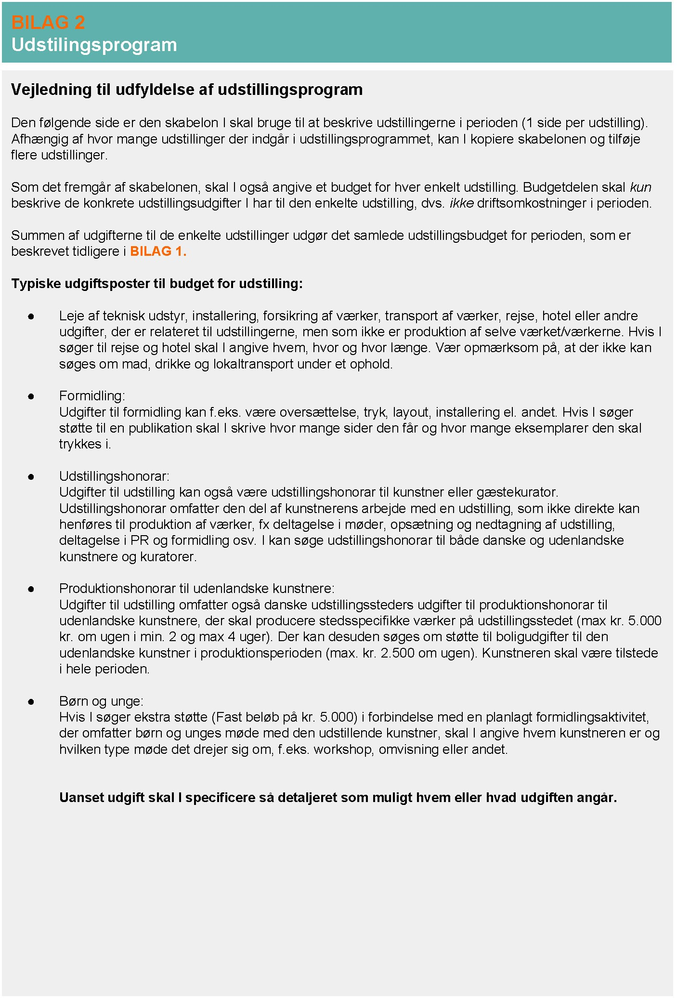 BILAG 2
Udstilingsprogram
Vejledning til udfyldelse af udstillingsprogram
Den følgende side er den skabelon I skal bruge til at beskrive udstillingerne i perioden (1 side per udstilling).
Afhængig af hvor mange udstillinger der indgår i udstillingsprogrammet, kan I kopiere skabelonen og tilføje
flere udstillinger.
Som det fremgår af skabelonen, skal I også angive et budget for hver enkelt udstilling. Budgetdelen skal kun
beskrive de konkrete udstillingsudgifter I har til den enkelte udstilling, dvs. ikke driftsomkostninger i perioden.
Summen af udgifterne til de enkelte udstillinger udgør det samlede udstillingsbudget for perioden, som er
beskrevet tidligere i BILAG 1.
Typiske udgiftsposter til budget for udstilling:
● Leje af teknisk udstyr, installering, forsikring af værker, transport af værker, rejse, hotel eller andre
udgifter, der er relateret til udstillingerne, men som ikke er produktion af selve værket/værkerne. Hvis I
søger til rejse og hotel skal I angive hvem, hvor og hvor længe. Vær opmærksom på, at der ikke kan
søges om mad, drikke og lokaltransport under et ophold.
● Formidling:
Udgifter til formidling kan f.eks. være oversættelse, tryk, layout, installering el. andet. Hvis I søger
støtte til en publikation skal I skrive hvor mange sider den får og hvor mange eksemplarer den skal
trykkes i.
● Udstillingshonorar:
Udgifter til udstilling kan også være udstillingshonorar til kunstner eller gæstekurator.
Udstillingshonorar omfatter den del af kunstnerens arbejde med en udstilling, som ikke direkte kan
henføres til produktion af værker, fx deltagelse i møder, opsætning og nedtagning af udstilling,
deltagelse i PR og formidling osv. I kan søge udstillingshonorar til både danske og udenlandske
kunstnere og kuratorer.
● Produktionshonorar til udenlandske kunstnere:
Udgifter til udstilling omfatter også danske udstillingssteders udgifter til produktionshonorar til
udenlandske kunstnere, der skal producere stedsspecifikke værker på udstillingsstedet (max kr. 5.000
kr. om ugen i min. 2 og max 4 uger). Der kan desuden søges om støtte til boligudgifter til den
udenlandske kunstner i produktionsperioden (max. kr. 2.500 om ugen). Kunstneren skal være tilstede
i hele perioden.
● Børn og unge:
Hvis I søger ekstra støtte (Fast beløb på kr. 5.000) i forbindelse med en planlagt formidlingsaktivitet,
der omfatter børn og unges møde med den udstillende kunstner, skal I angive hvem kunstneren er og
hvilken type møde det drejer sig om, f.eks. workshop, omvisning eller andet.
Uanset udgift skal I specificere så detaljeret som muligt hvem eller hvad udgiften angår.